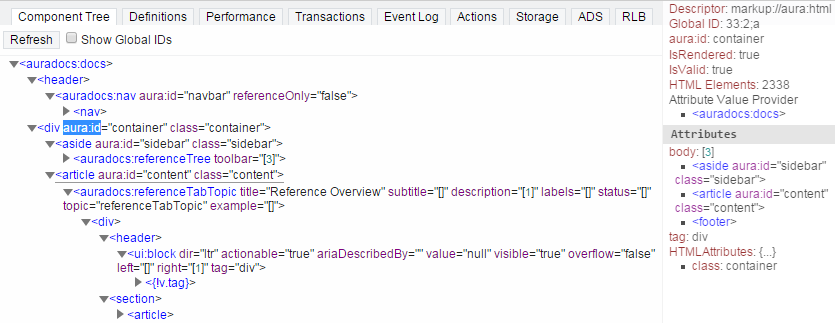 Component Tree Definitions Performance Transactions Event Log Actions Storage ADS RLB
Refresh Show Global IDs
<auradocs:docs>
<header>
<auradocs:nav aura:id="navbar" referenceOnly="false">
<nav>
<div aura:id="container" class="container">
<aside aura:id="sidebar" class="sidebar">
<auradocs:referenceTree toolbar="[3]">
<article aura:id="content" class="content">
<auradocs:referenceTabTopic title="Reference Overview" subtitle="[]" description="[1]" labels="[]" status="[]"
topic="referenceTabTopic" example="[]">
<div>
<header>
<ui:block dir="ltr" actionable="true" ariaDescribedBy="" value="null" visible="true" overflow="false"
left="[]" right="[1]" tag="div">
<{!v.tag}>
<section>
<article>
Descriptor: markup://aura:html
Global ID: 33:2;a
aura:id: container
IsRendered: true
IsValid: true
HTML Elements: 2338
Attribute Value Provider
<auradocs:docs>
Attributes
body: [3]
<aside aura:id="sidebar"
class="sidebar">
<article aura:id="content"
class="content">
<footer>
tag: div
HTMLAttributes: {...}
class: container